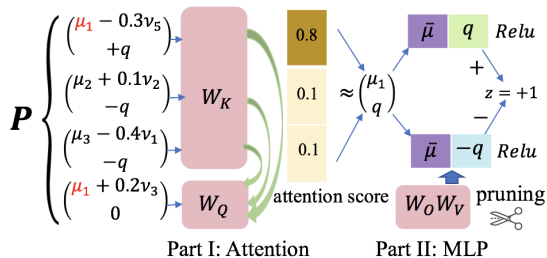 P
μ₁ − 0.3ν₅
+q
μ₂ + 0.1ν₂
−q
μ₃ − 0.4ν₁
−q
μ₁ + 0.2ν₃
0
W_K
W_Q
0.8
0.1
0.1
attention score
≈
μ₁
q
μ̄ q Relu
+
z = +1
−
μ̄ −q Relu
W_O W_V
pruning
Part I: Attention
Part II: MLP